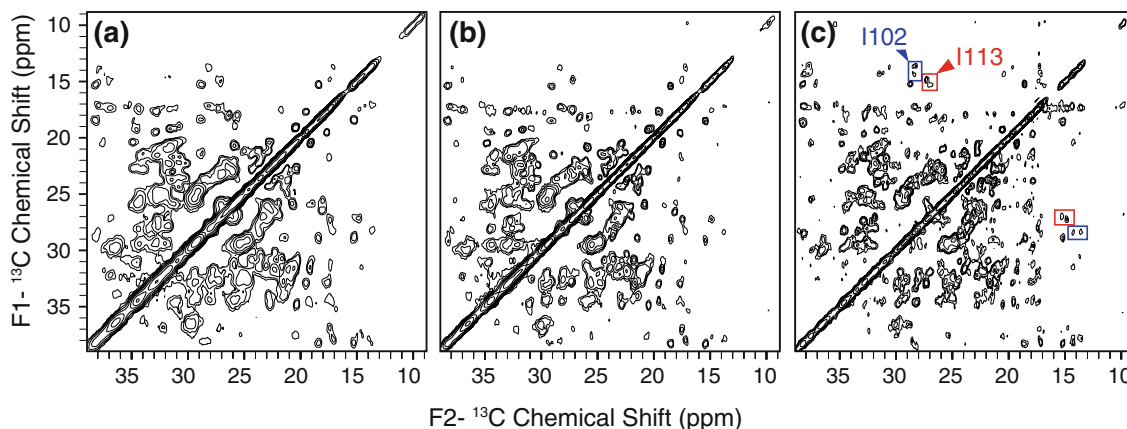 (a)
(b)
(c)
I102
I113
10
15
20
25
30
35
F1- ¹³C Chemical Shift (ppm)
35 30 25 20 15 10
35 30 25 20 15 10
35 30 25 20 15 10
F2- ¹³C Chemical Shift (ppm)